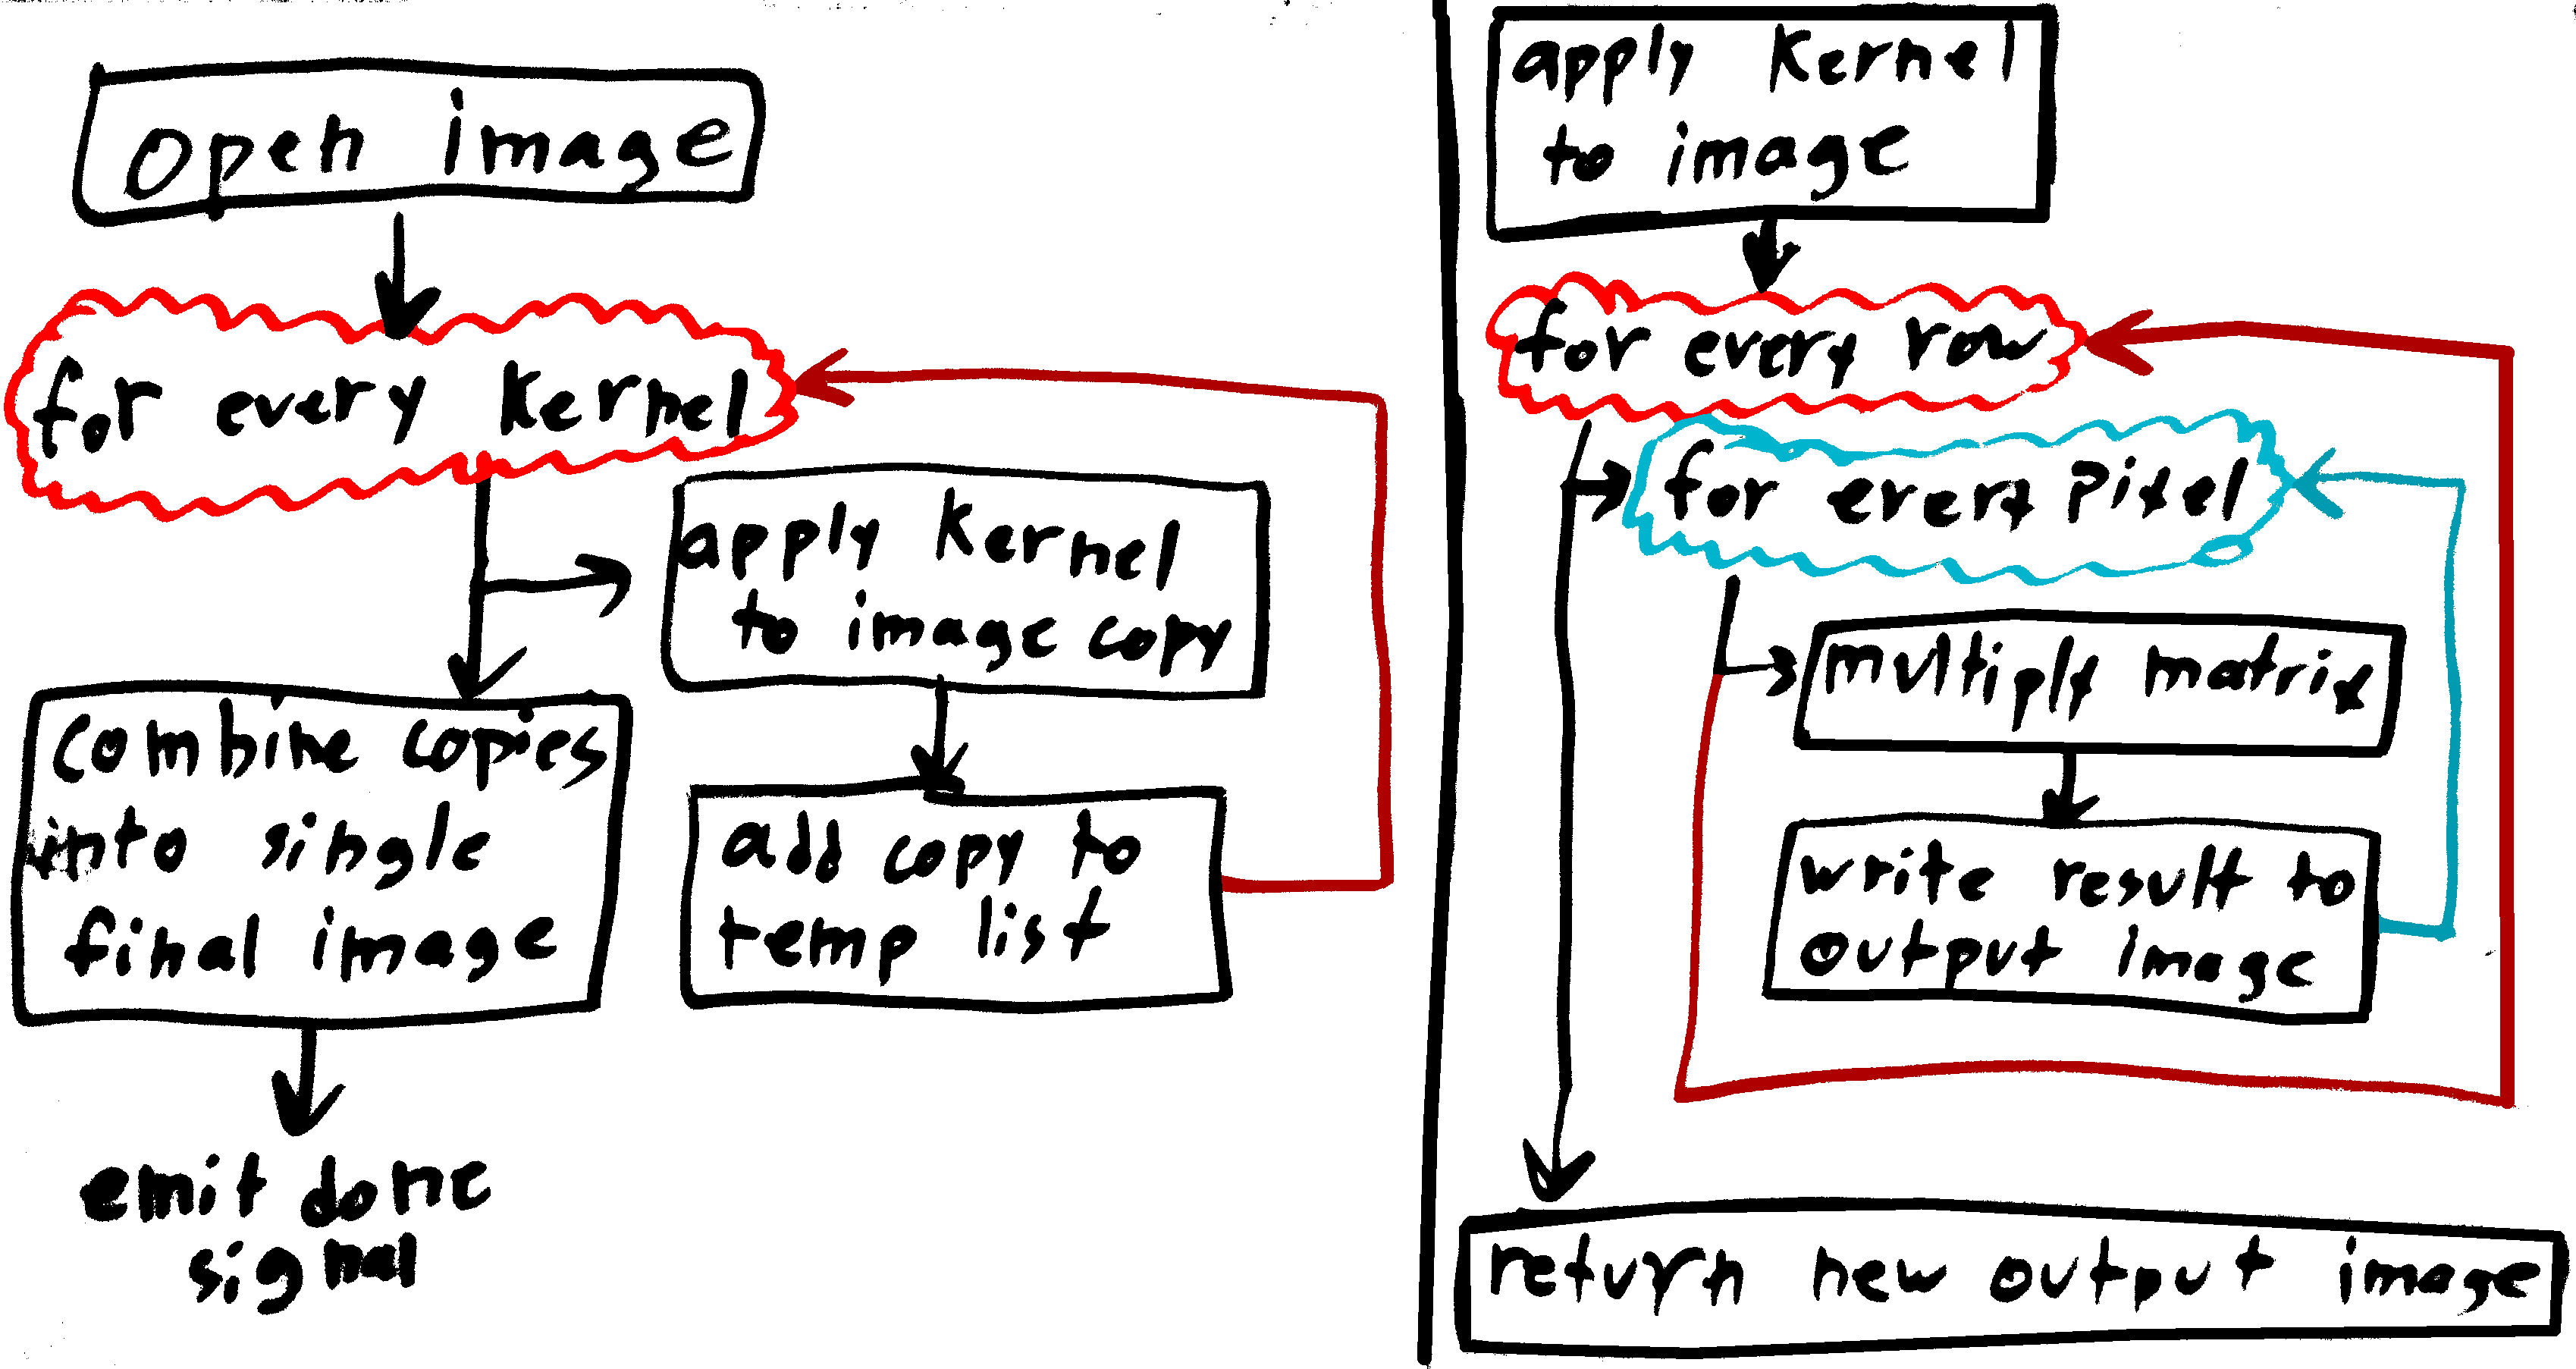 open image
for every kernel
apply kernel
to image copy
add copy to
temp list
combine copies
into single
final image
emit done
signal
apply kernel
to image
for every row
for every pixel
multiply matrix
write result to
output image
return new output image